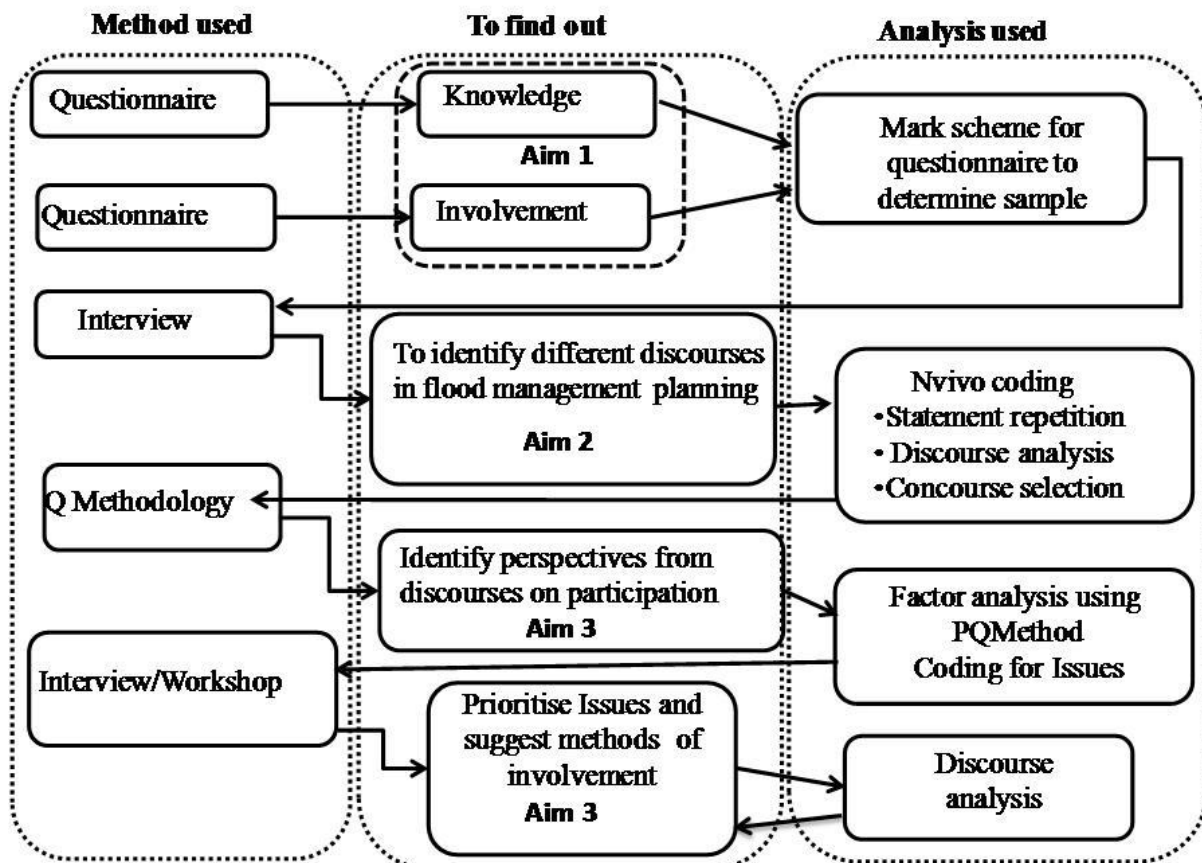 Method used
To find out
Analysis used
Questionnaire
Knowledge
Aim 1
Mark scheme for
questionnaire to
determine sample
Questionnaire
Involvement
Interview
To identify different discourses
in flood management planning
Aim 2
Nvivo coding
•Statement repetition
• Discourse analysis
•Concourse selection
Q Methodology
Identify perspectives from
discourses on participation
Aim 3
Factor analysis using
PQMethod
Coding for Issues
Interview/Workshop
Prioritise Issues and
suggest methods of
involvement
Aim 3
Discourse
analysis